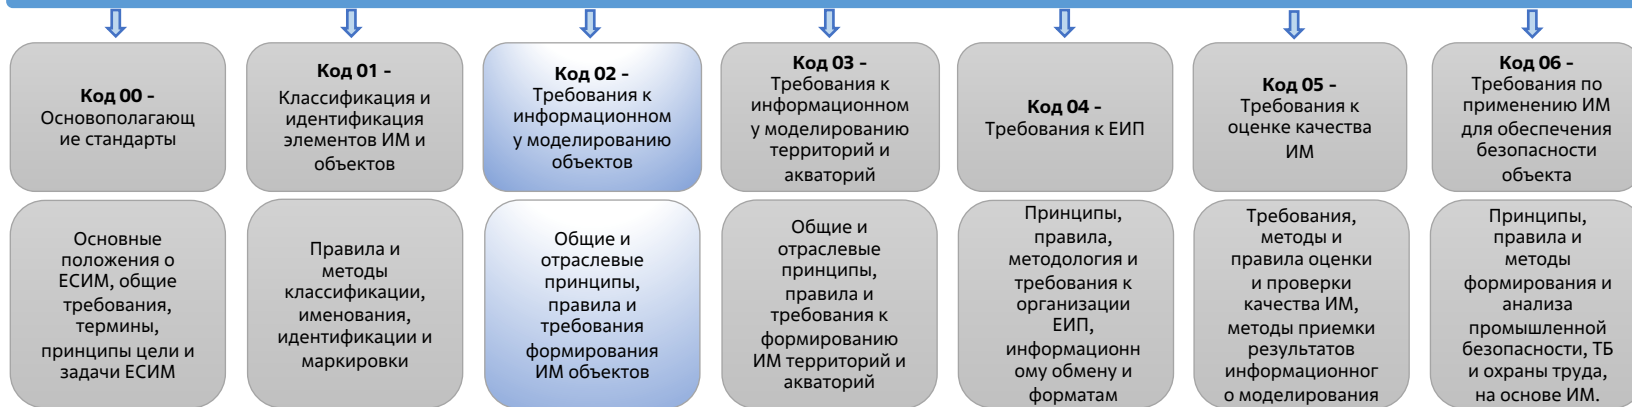 Код 00 -
Основополагающ
ие стандарты
Код 01 -
Классификация и
идентификация
элементов ИМ и
объектов
Код 02 -
Требования к
информационном
у моделированию
объектов
Код 03 -
Требования к
информационном
у моделированию
территорий и
акваторий
Код 04 -
Требования к ЕИП
Код 05 -
Требования к
оценке качества
ИМ
Код 06 -
Требования по
применению ИМ
для обеспечения
безопасности
объекта
Основные
положения о
ЕСИМ, общие
требования,
термины,
принципы цели и
задачи ЕСИМ
Правила и
методы
классификации,
именования,
идентификации и
маркировки
Общие и
отраслевые
принципы,
правила и
требования
формирования
ИМ объектов
Общие и
отраслевые
принципы,
правила и
требования к
формированию
ИМ территорий и
акваторий
Принципы,
правила,
методология и
требования к
организации
ЕИП,
информационн
ому обмену и
форматам
Требования,
методы и
правила оценки
и проверки
качества ИМ,
методы приемки
результатов
информационног
о моделирования
Принципы,
правила и
методы
формирования и
анализа
промышленной
безопасности, ТБ
и охраны труда,
на основе ИМ.